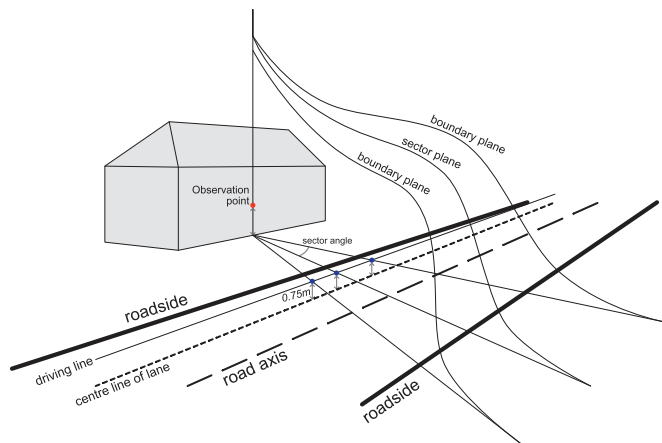 boundary plane
sector plane
boundary plane
Observation
point
sector angle
0.75m
roadside
driving line
centre line of lane
road axis
roadside